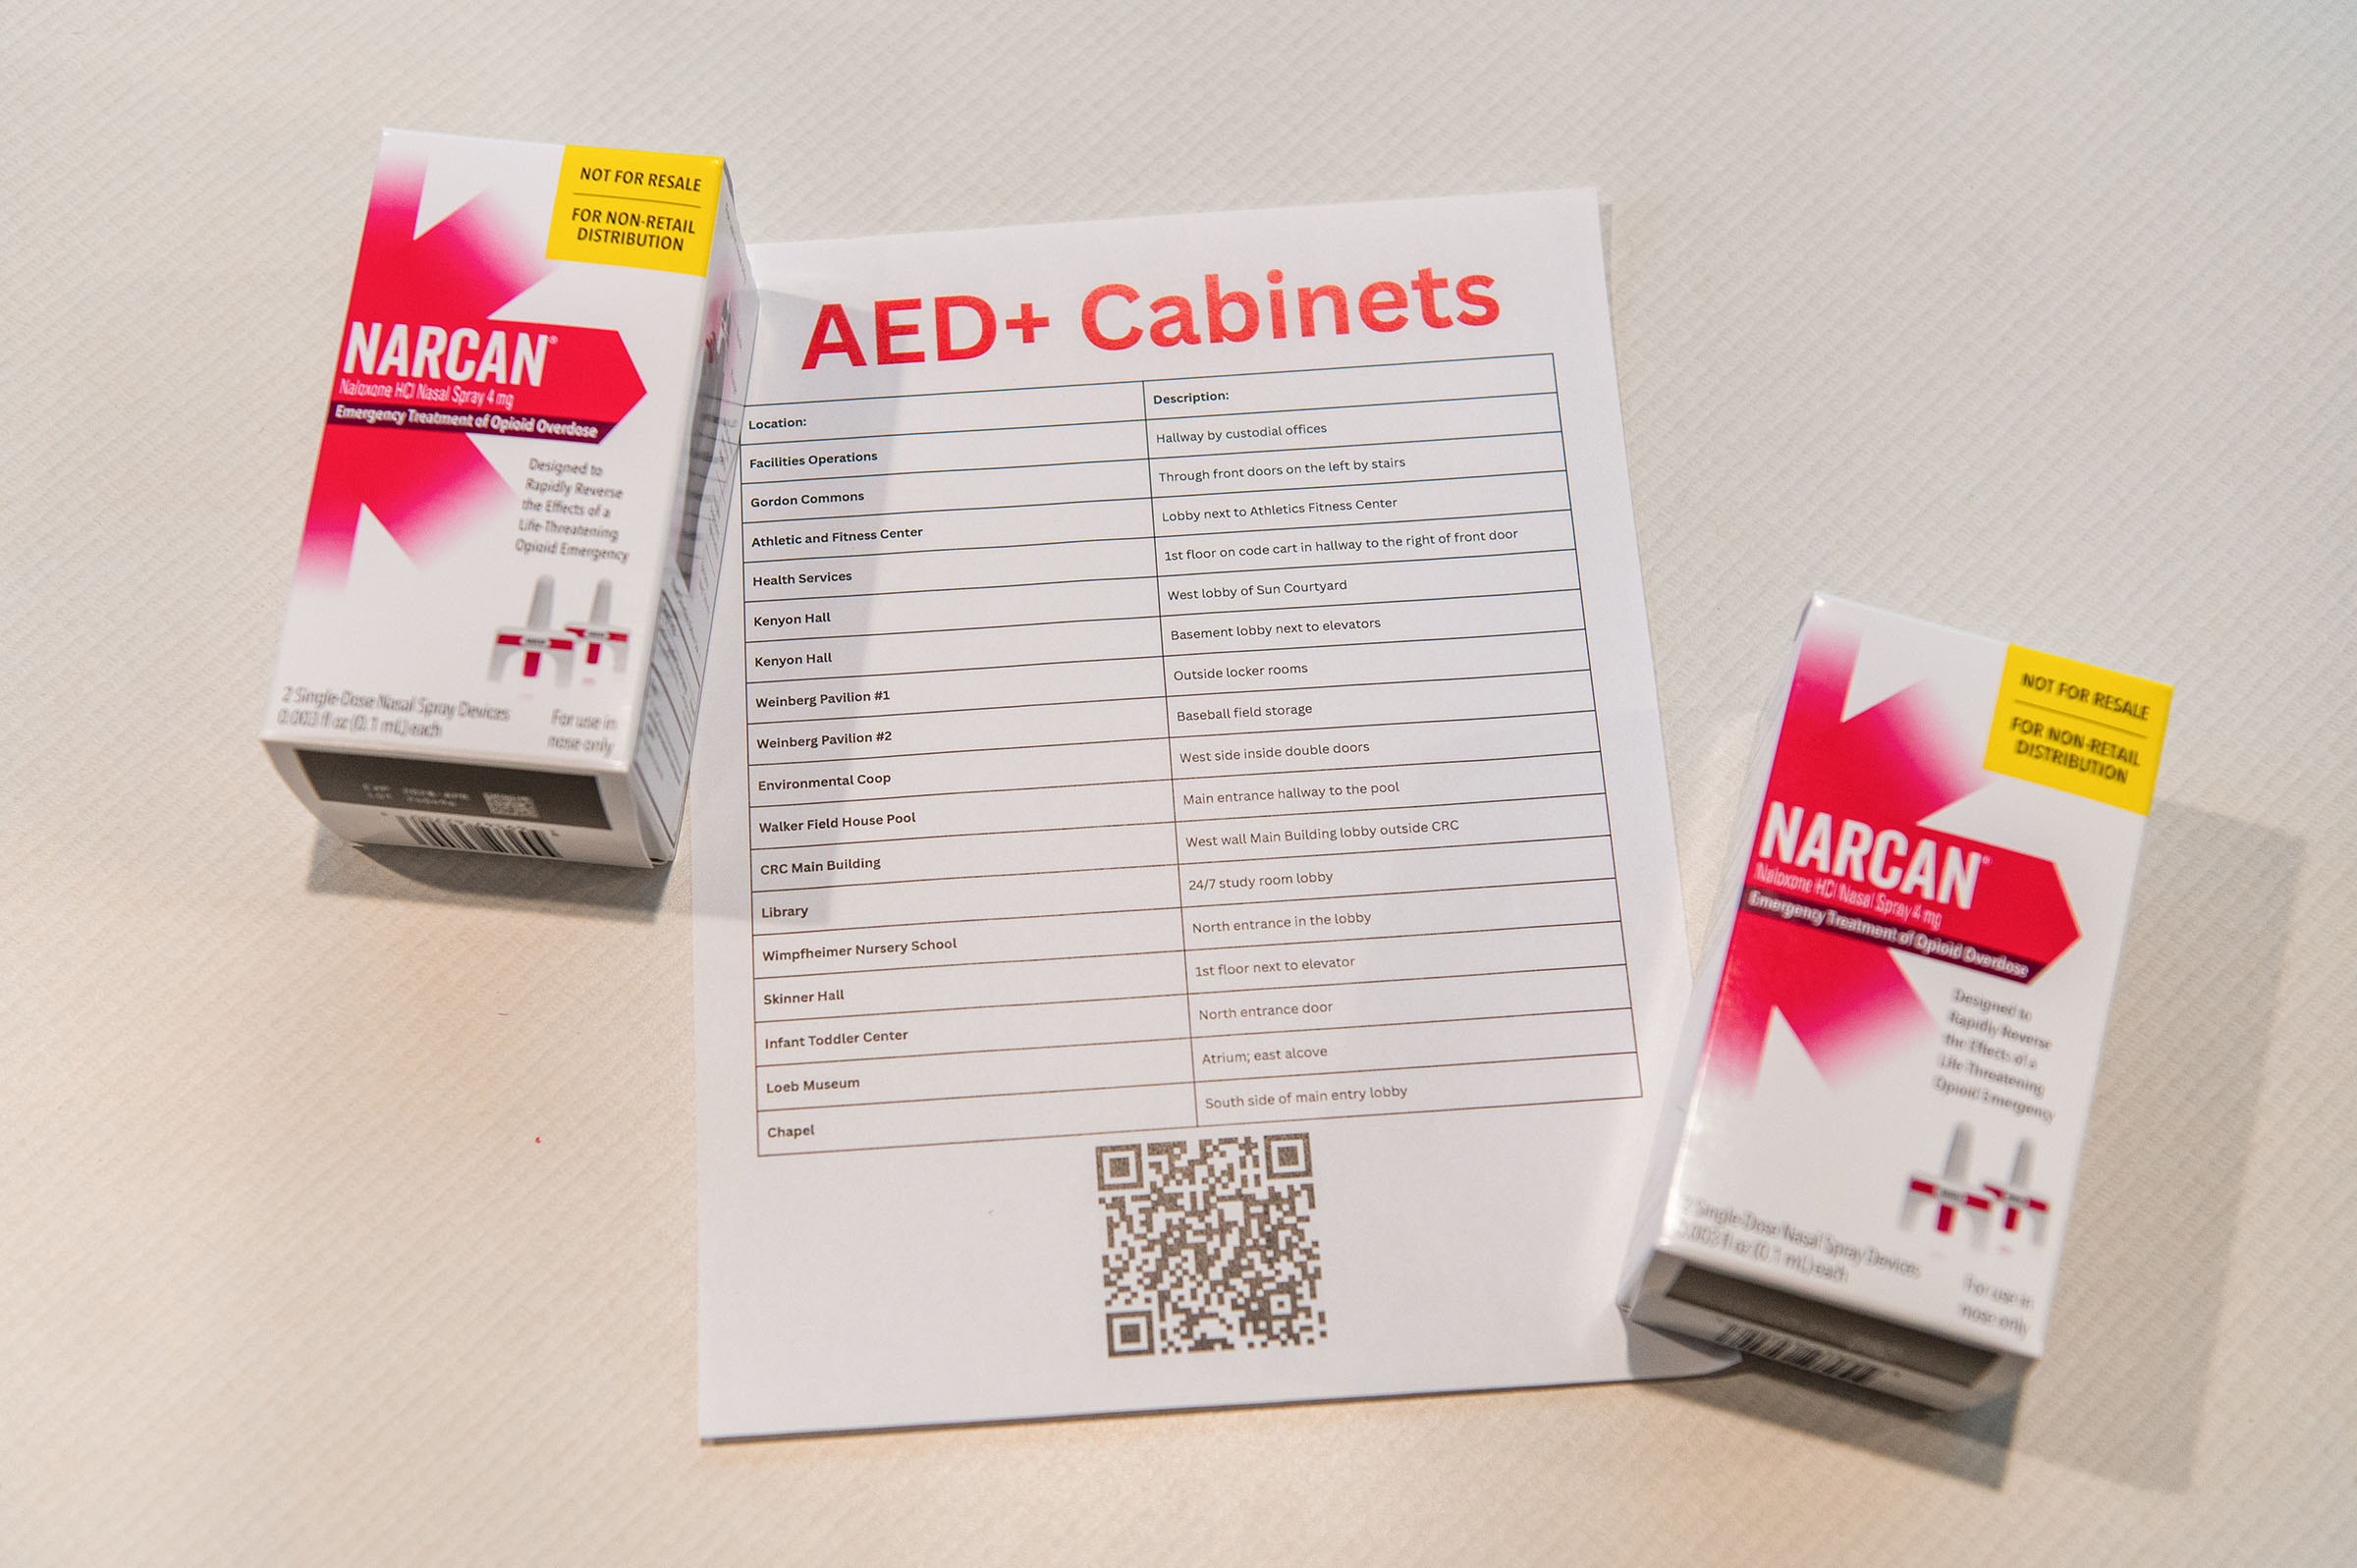 NOT FOR RESALE
FOR NON-RETAIL
DISTRIBUTION
NARCAN®
Naloxone HCl Nasal Spray 4 mg
Emergency Treatment of Opioid Overdose
Designed to
Rapidly Reverse
the Effects of a
Life-Threatening
Opioid Emergency
2 Single-Dose Nasal Spray Devices
0.003 fl oz (0.1 mL) each
For use in
nose only
AED+ Cabinets
Location: Description:
Facilities Operations Hallway by custodial offices
Gordon Commons Through front doors on the left by stairs
Athletic and Fitness Center Lobby next to Athletics Fitness Center
Health Services 1st floor on code cart in hallway to the right of front door
Kenyon Hall West lobby of Sun Courtyard
Kenyon Hall Basement lobby next to elevators
Weinberg Pavilion #1 Outside locker rooms
Weinberg Pavilion #2 Baseball field storage
Environmental Coop West side inside double doors
Walker Field House Pool Main entrance hallway to the pool
CRC Main Building West wall Main Building lobby outside CRC
Library 24/7 study room lobby
Wimpfheimer Nursery School North entrance in the lobby
Skinner Hall 1st floor next to elevator
Infant Toddler Center North entrance door
Loeb Museum Atrium; east alcove
Chapel South side of main entry lobby
NOT FOR RESALE
FOR NON-RETAIL
DISTRIBUTION
NARCAN®
Naloxone HCl Nasal Spray 4 mg
Emergency Treatment of Opioid Overdose
Designed to
Rapidly Reverse
the Effects of a
Life-Threatening
Opioid Emergency
2 Single-Dose Nasal Spray Devices
0.003 fl oz (0.1 mL) each
For use in
nose only